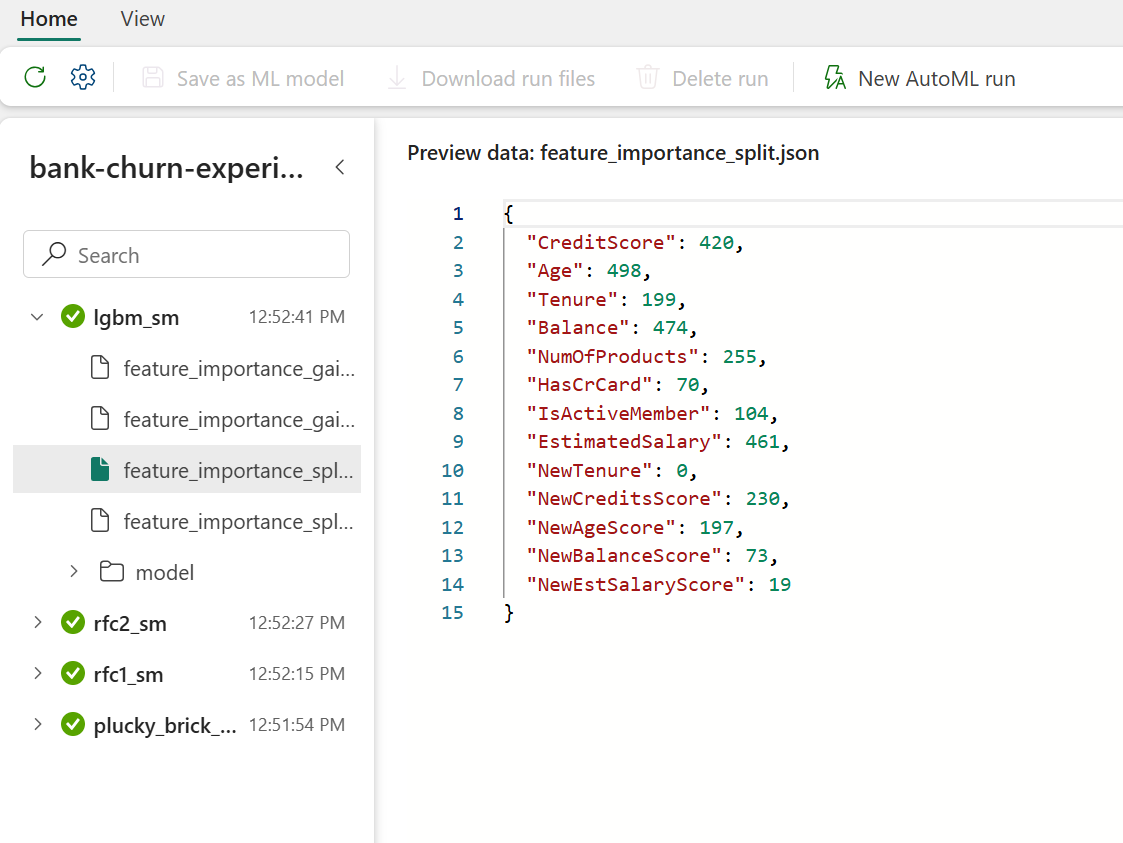 Home View
Save as ML model Download run files Delete run New AutoML run
bank-churn-experi...
Search
lgbm_sm 12:52:41 PM
feature_importance_gai...
feature_importance_gai...
feature_importance_spl...
feature_importance_spl...
model
rfc2_sm 12:52:27 PM
rfc1_sm 12:52:15 PM
plucky_brick_... 12:51:54 PM
Preview data: feature_importance_split.json
1 {
2 "CreditScore": 420,
3 "Age": 498,
4 "Tenure": 199,
5 "Balance": 474,
6 "NumOfProducts": 255,
7 "HasCrCard": 70,
8 "IsActiveMember": 104,
9 "EstimatedSalary": 461,
10 "NewTenure": 0,
11 "NewCreditsScore": 230,
12 "NewAgeScore": 197,
13 "NewBalanceScore": 73,
14 "NewEstSalaryScore": 19
15 }